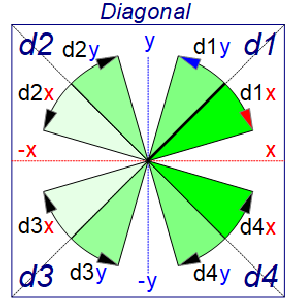 Diagonal
d2 y d1
d2y d1y
d2x d1x
-x x
d3x d4x
d3y d4y
d3 -y d4